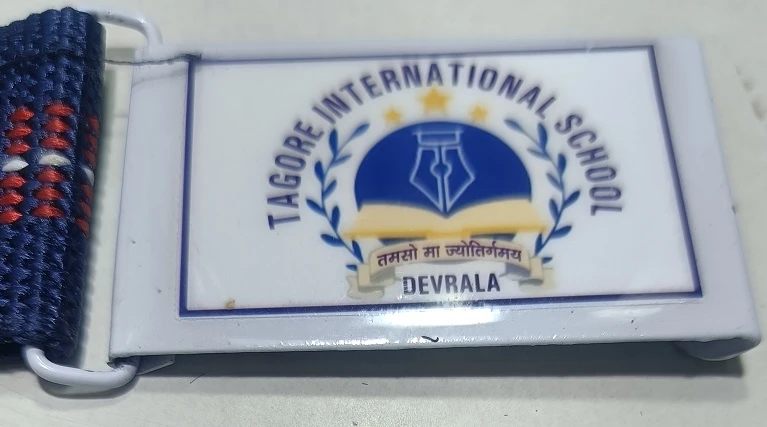 TAGORE INTERNATIONAL SCHOOL
तमसो मा ज्योतिर्गमय
DEVRALA